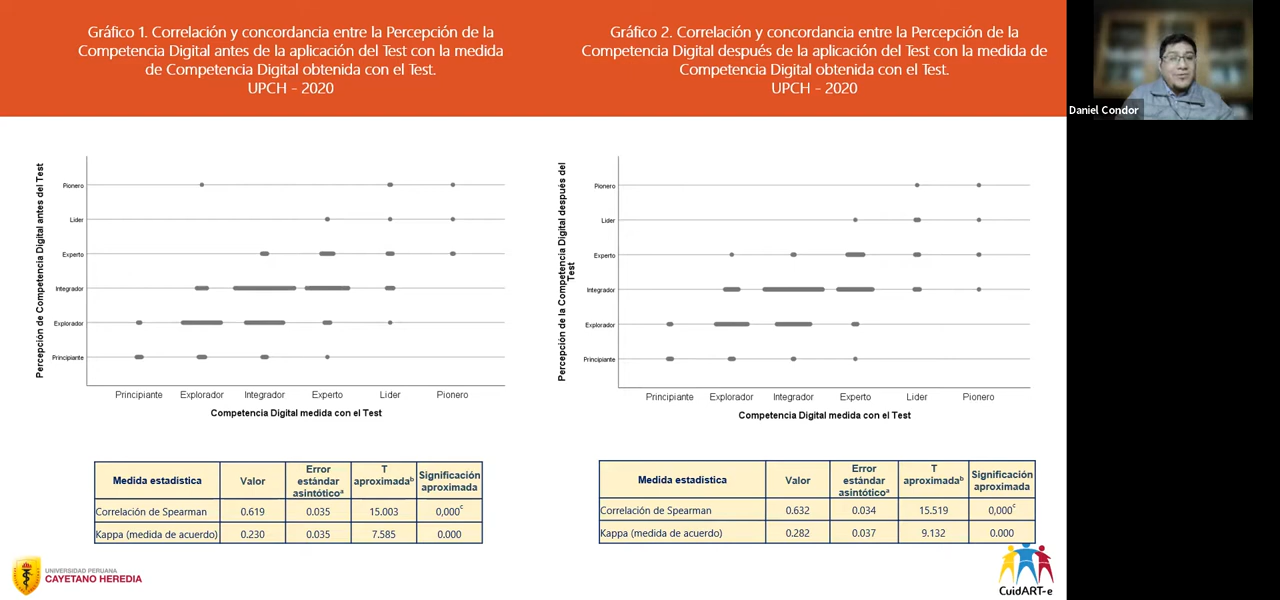 Gráfico 1. Correlación y concordancia entre la Percepción de la
Competencia Digital antes de la aplicación del Test con la medida
de Competencia Digital obtenida con el Test.
UPCH - 2020
Gráfico 2. Correlación y concordancia entre la Percepción de la
Competencia Digital después de la aplicación del Test con la medida de
Competencia Digital obtenida con el Test.
UPCH - 2020
Daniel Condor
Percepción de Competencia Digital antes del Test
Pionero
Lider
Experto
Integrador
Explorador
Principiante
Principiante Explorador Integrador Experto Lider Pionero
Competencia Digital medida con el Test
Percepción de la Competencia Digital después del
Test
Pionero
Lider
Experto
Integrador
Explorador
Principiante
Principiante Explorador Integrador Experto Lider Pionero
Competencia Digital medida con el Test
Medida estadística Valor Error estándar asintótico^a T aproximada^b Significación aproximada
Correlación de Spearman 0.619 0.035 15.003 0,000^c
Kappa (medida de acuerdo) 0.230 0.035 7.585 0.000
Medida estadística Valor Error estándar asintótico^a T aproximada^b Significación aproximada
Correlación de Spearman 0.632 0.034 15.519 0,000^c
Kappa (medida de acuerdo) 0.282 0.037 9.132 0.000
UNIVERSIDAD PERUANA
CAYETANO HEREDIA
CuidART-e